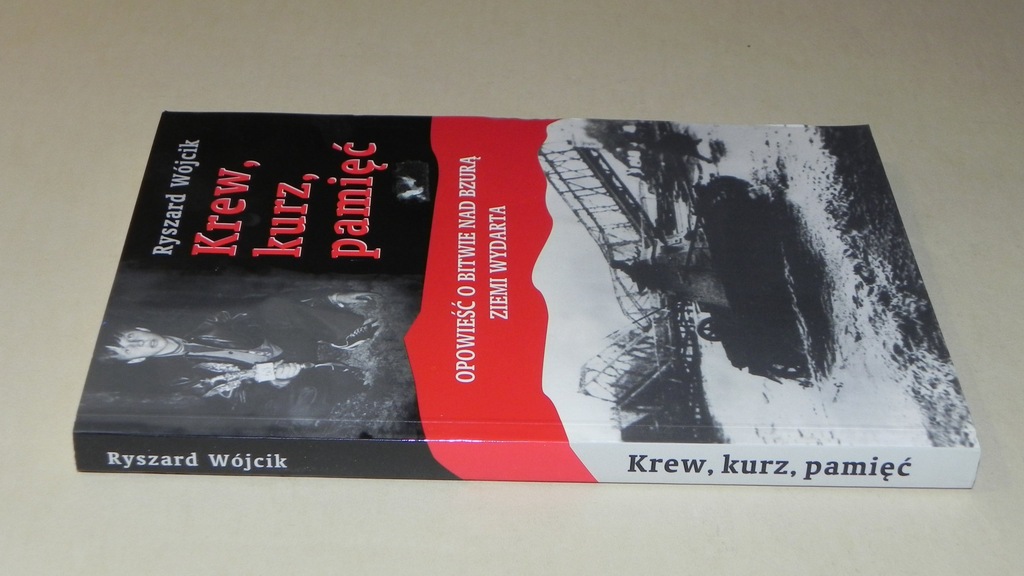 Ryszard Wójcik
Krew,
kurz,
pamięć
OPOWIEŚĆ O BITWIE NAD BZURĄ
ZIEMI WYDARTA
Ryszard Wójcik
Krew, kurz, pamięć